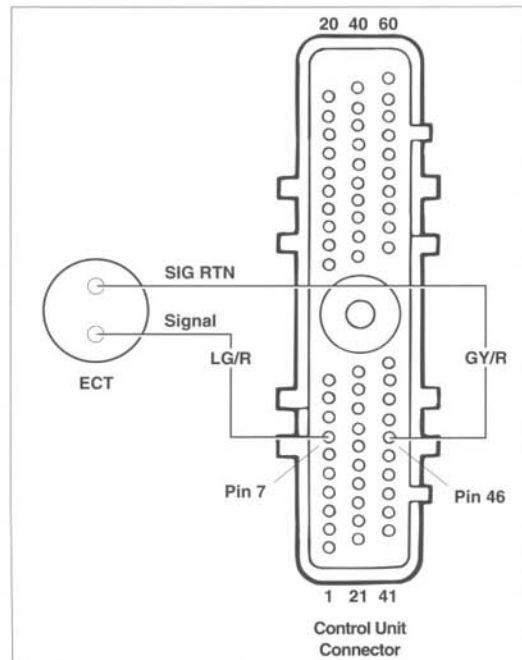 20 40 60
SIG RTN
Signal
LG/R
GY/R
ECT
Pin 7
Pin 46
1 21 41
Control Unit
Connector